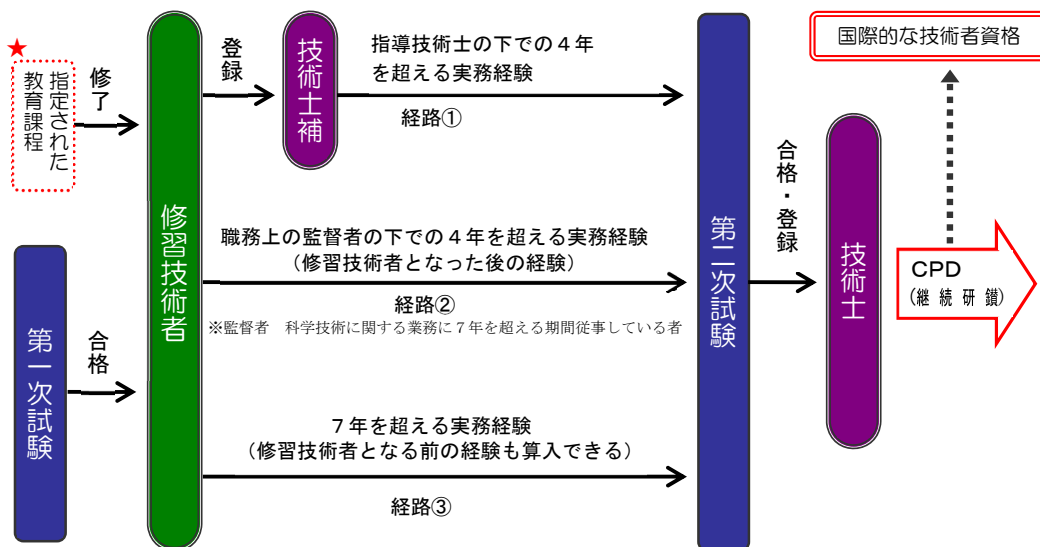 ★
指定された
教育課程
修了
登録
技術士補
指導技術士の下での４年
を超える実務経験
経路①
国際的な技術者資格
修習技術者
職務上の監督者の下での４年を超える実務経験
（修習技術者となった後の経験）
経路②
※監督者　科学技術に関する業務に７年を超える期間従事している者
第一次試験
合格
７年を超える実務経験
（修習技術者となる前の経験も算入できる）
経路③
第二次試験
合格・登録
技術士
CPD
(継続研鑽)